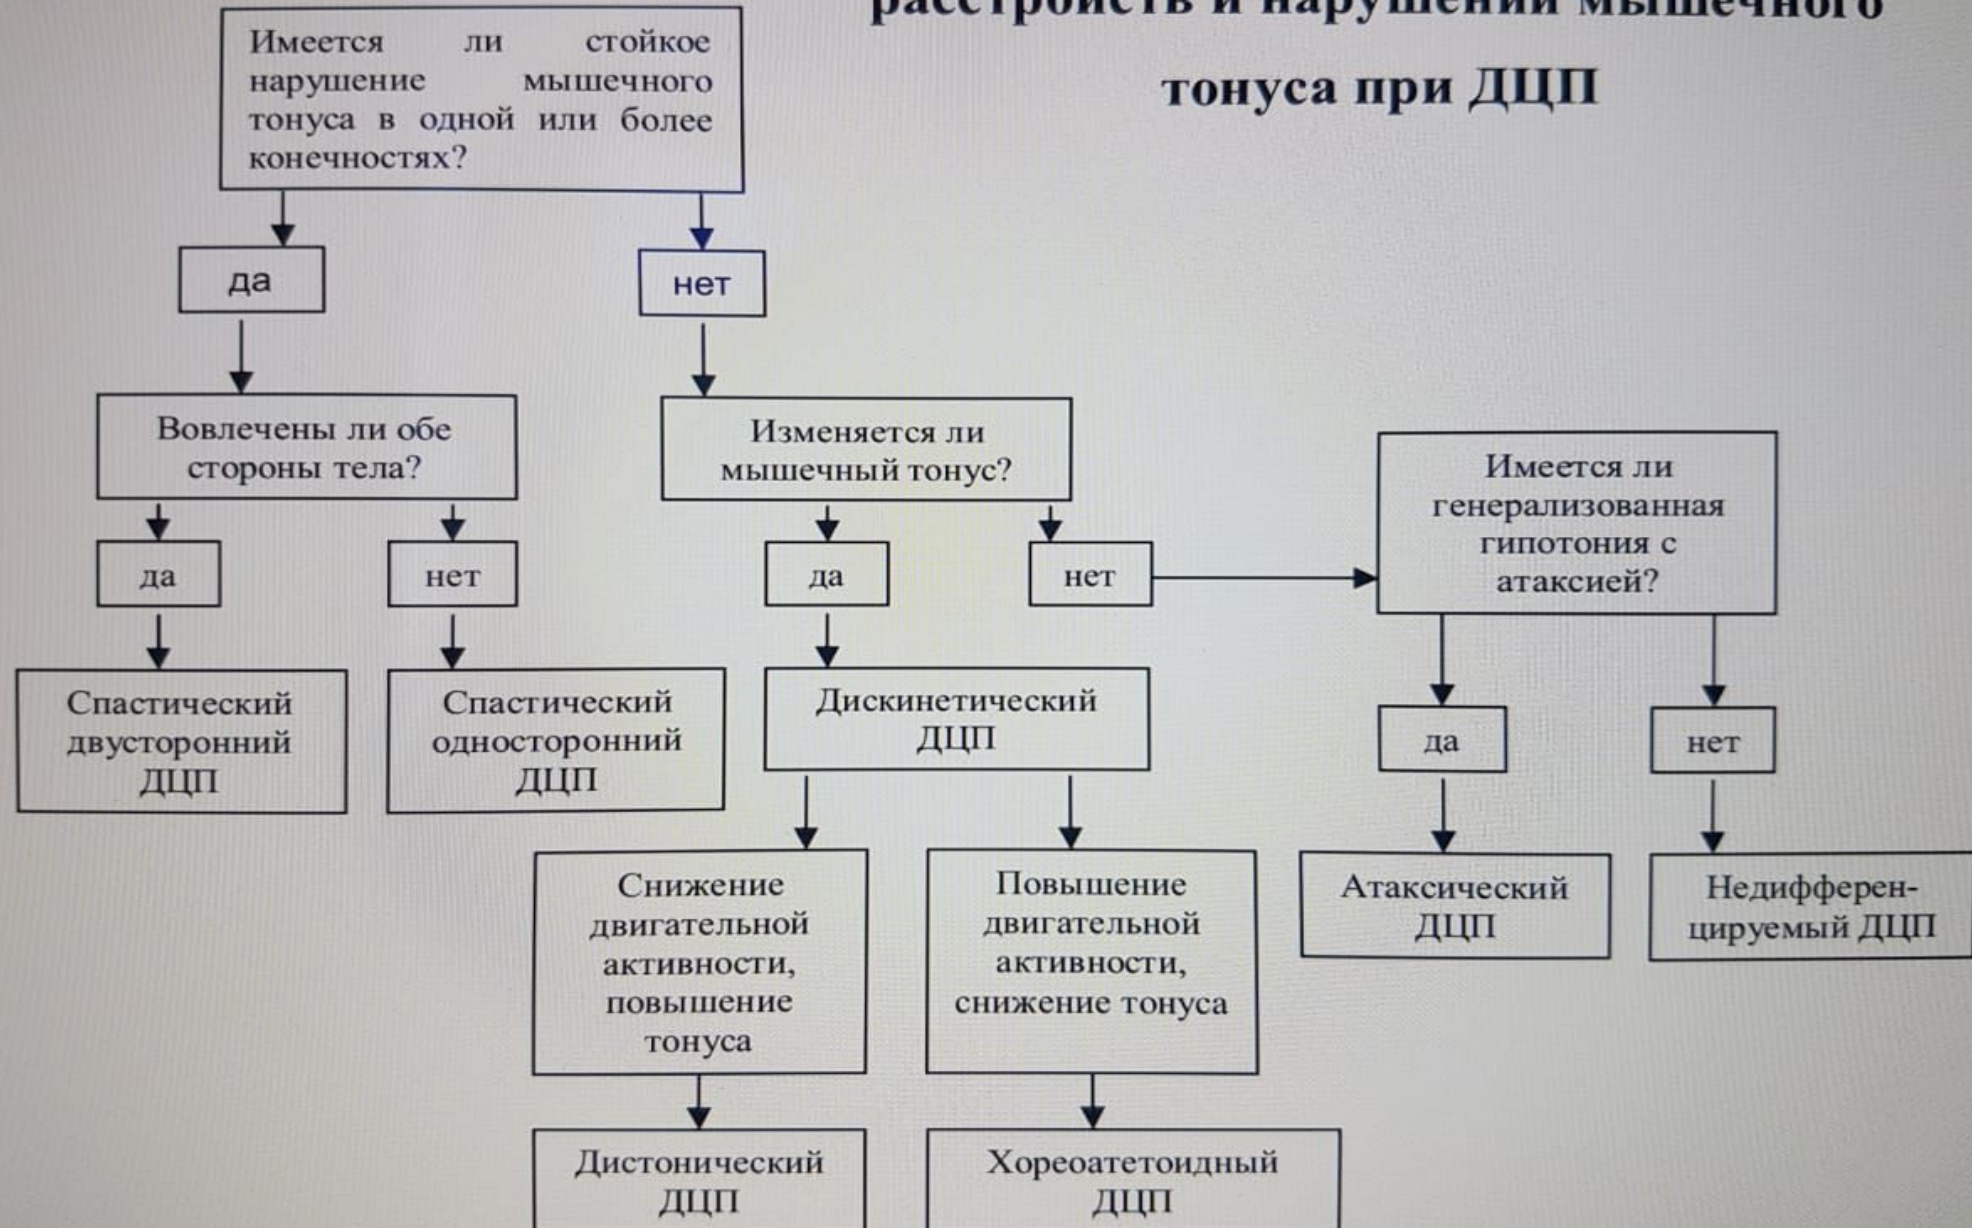 расстройств и нарушений мышечного
тонуса при ДЦП
Имеется ли стойкое
нарушение мышечного
тонуса в одной или более
конечностях?
да
нет
Вовлечены ли обе
стороны тела?
Изменяется ли
мышечный тонус?
Имеется ли
генерализованная
гипотония с
атаксией?
да
нет
да
нет
Спастический
двусторонний
ДЦП
Спастический
односторонний
ДЦП
Дискинетический
ДЦП
да
нет
Снижение
двигательной
активности,
повышение
тонуса
Повышение
двигательной
активности,
снижение тонуса
Атаксический
ДЦП
Недифферен-
цируемый ДЦП
Дистонический
ДЦП
Хореоатетоидный
ДЦП